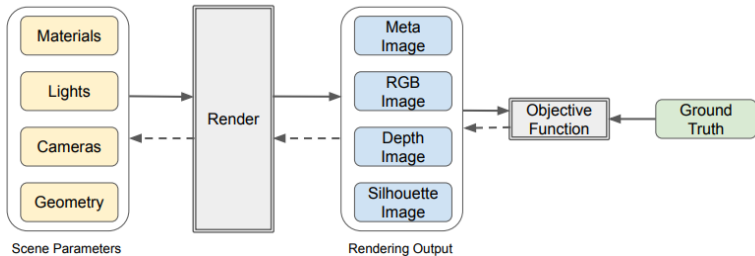 Materials
Lights
Cameras
Geometry
Scene Parameters
Render
Meta
Image
RGB
Image
Depth
Image
Silhouette
Image
Rendering Output
Objective
Function
Ground
Truth